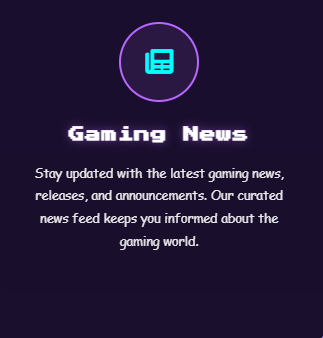 Gaming News
Stay updated with the latest gaming news,
releases, and announcements. Our curated
news feed keeps you informed about the
gaming world.